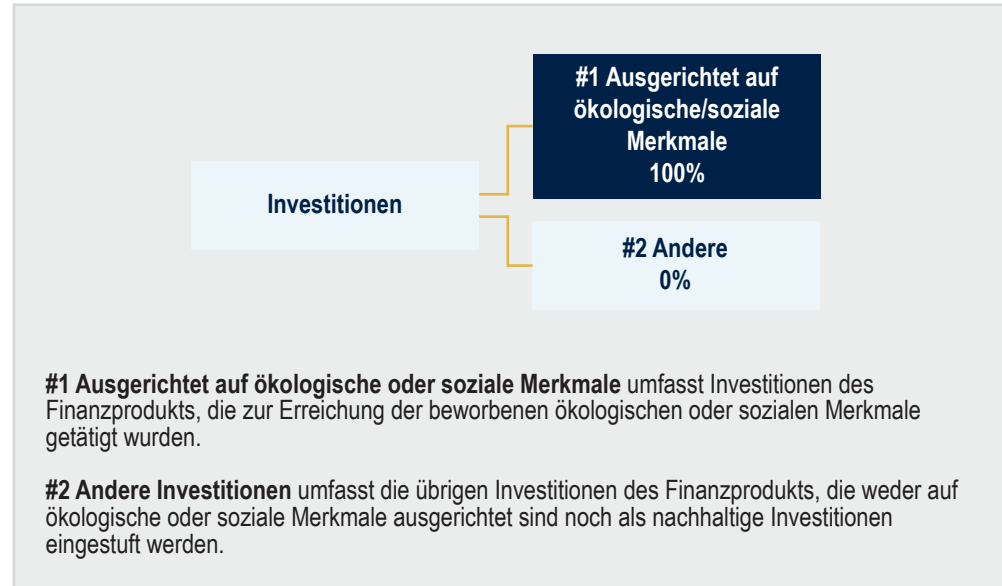 #1 Ausgerichtet auf
ökologische/soziale
Merkmale
100%
Investitionen
#2 Andere
0%
#1 Ausgerichtet auf ökologische oder soziale Merkmale umfasst Investitionen des
Finanzprodukts, die zur Erreichung der beworbenen ökologischen oder sozialen Merkmale
getätigt wurden.
#2 Andere Investitionen umfasst die übrigen Investitionen des Finanzprodukts, die weder auf
ökologische oder soziale Merkmale ausgerichtet sind noch als nachhaltige Investitionen
eingestuft werden.